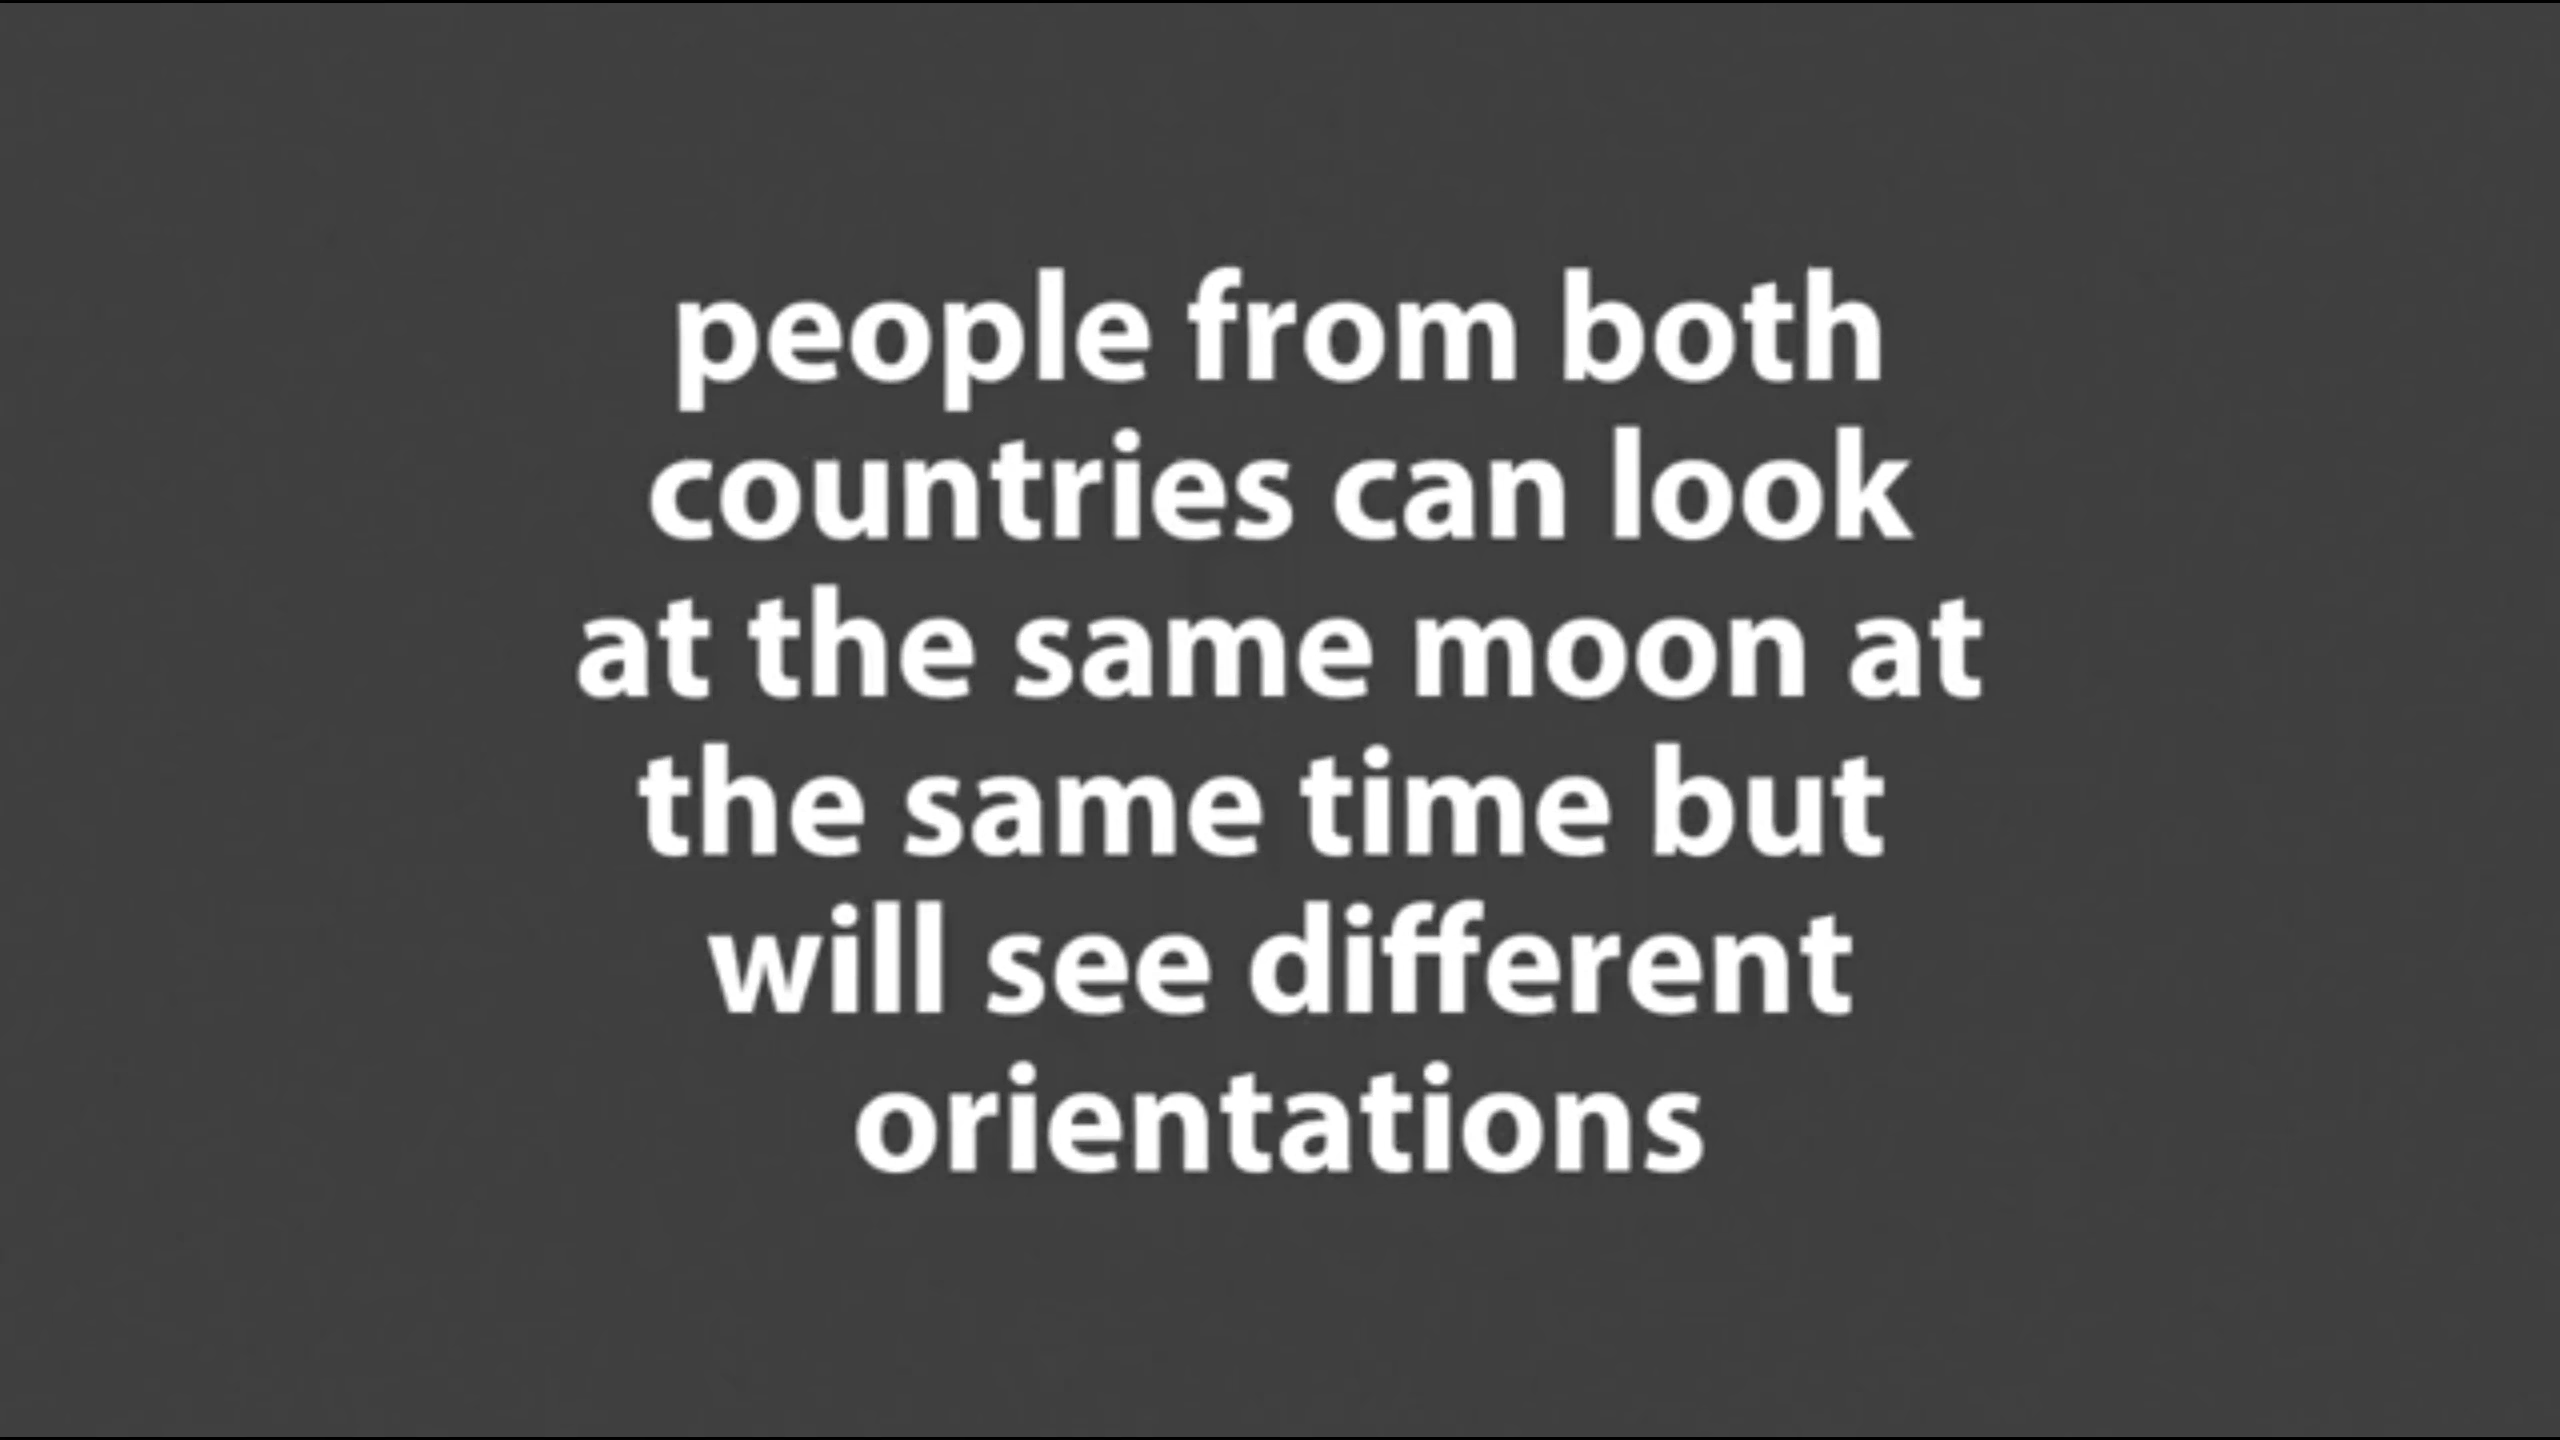 people from both
countries can look
at the same moon at
the same time but
will see different
orientations